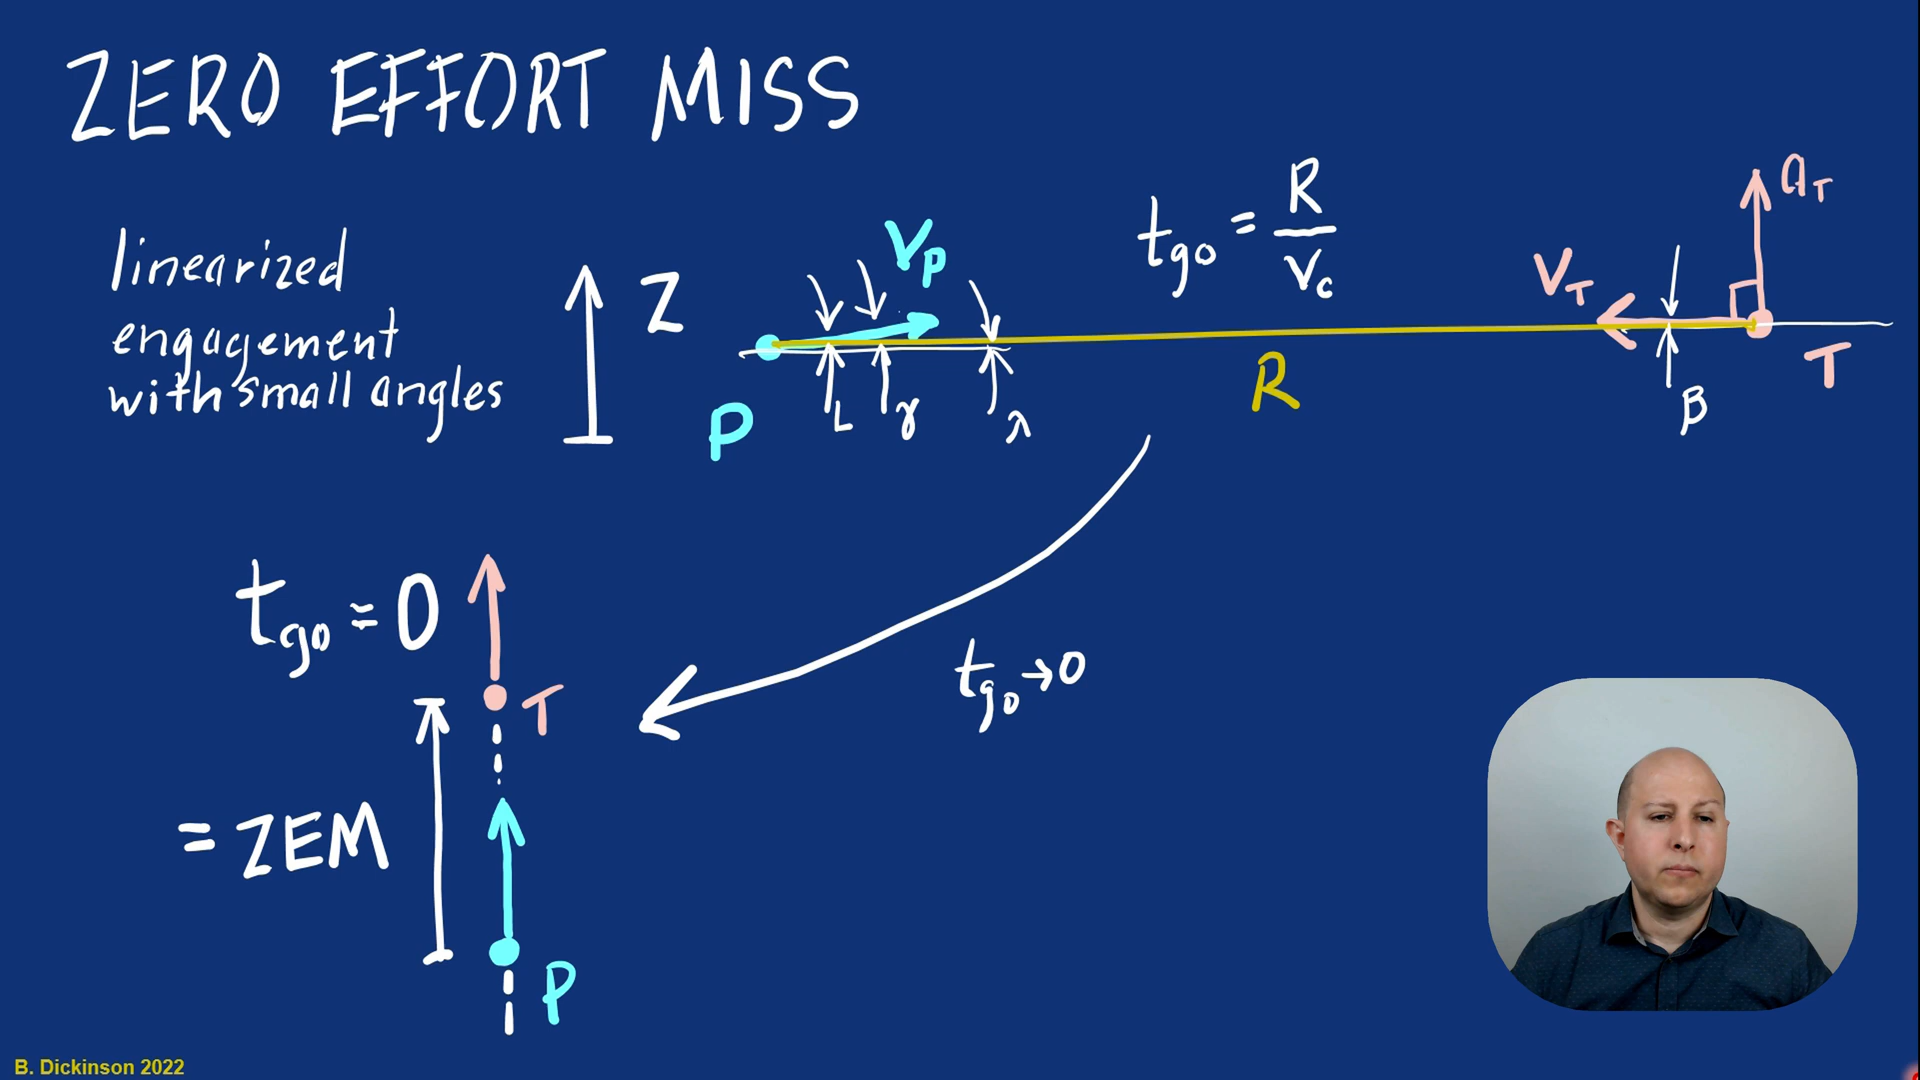 ZERO EFFORT MISS
linearized
engagement
with small angles
Z
P
V_P
L
γ
λ
t_go = R / V_c
R
V_T
a_T
T
β
t_go = 0
T
= ZEM
P
t_go → 0
B. Dickinson 2022